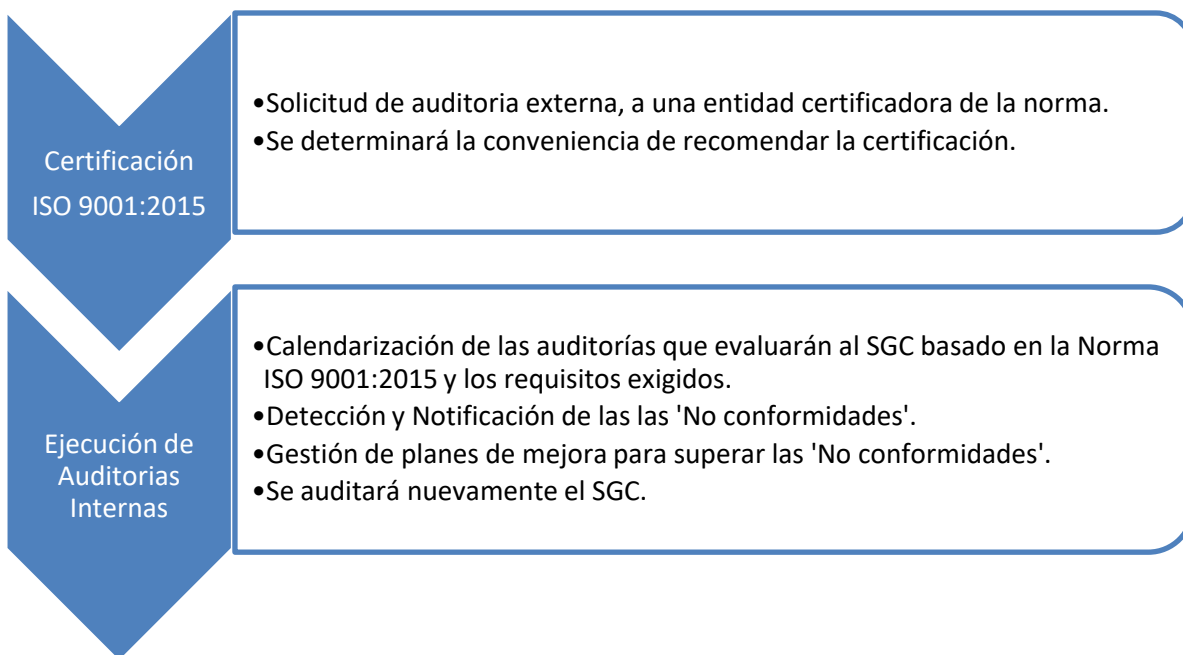 Certificación
ISO 9001:2015
•Solicitud de auditoria externa, a una entidad certificadora de la norma.
•Se determinará la conveniencia de recomendar la certificación.
Ejecución de
Auditorias
Internas
•Calendarización de las auditorías que evaluarán al SGC basado en la Norma
ISO 9001:2015 y los requisitos exigidos.
•Detección y Notificación de las las 'No conformidades'.
•Gestión de planes de mejora para superar las 'No conformidades'.
•Se auditará nuevamente el SGC.